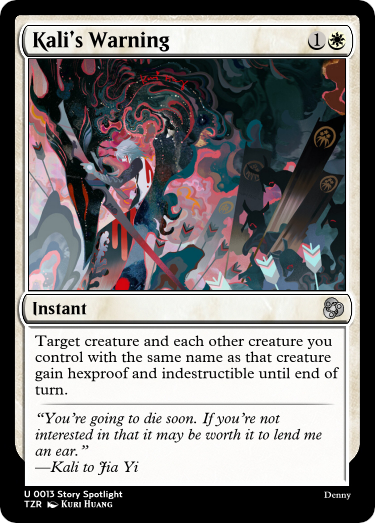 Kali's Warning 1
Instant
Target creature and each other creature you
control with the same name as that creature
gain hexproof and indestructible until end of
turn.
"You're going to die soon. If you're not
interested in that it may be worth it to lend me
an ear."
—Kali to Jia Yi
U 0013 Story Spotlight
Denny
TZR Kuri Huang